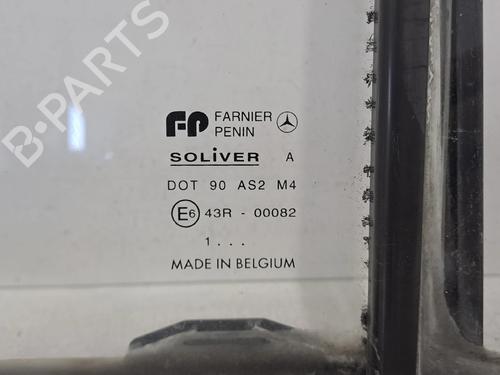 B-PARTS
FP FARNIER PENIN
SOLiVER A
DOT 90 AS2 M4
E6 43R - 00082
1 . . .
MADE IN BELGIUM